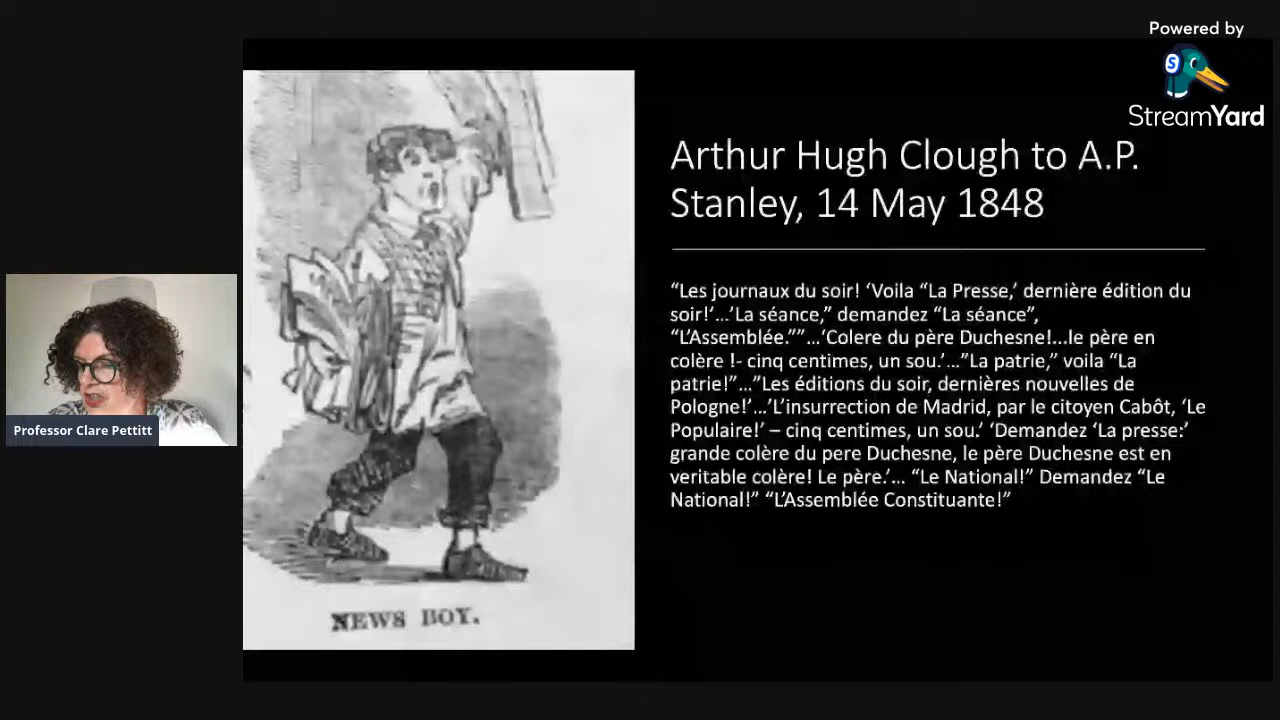 Powered by
StreamYard
Arthur Hugh Clough to A.P.
Stanley, 14 May 1848
“Les journaux du soir! ‘Voila “La Presse,’ dernière édition du
soir!’…’La séance,” demandez “La séance”,
“L’Assemblée.””…‘Colere du père Duchesne!...le père en
colère !- cinq centimes, un sou.’…”La patrie,” voila “La
patrie!”…”Les éditions du soir, dernières nouvelles de
Pologne!’…’L’insurrection de Madrid, par le citoyen Cabôt, ‘Le
Populaire!’ – cinq centimes, un sou.’ ‘Demandez ‘La presse:’
grande colère du pere Duchesne, le père Duchesne est en
veritable colère! Le père.’… “Le National!” Demandez “Le
National!” “L’Assemblée Constituante!”
NEWS BOY.
Professor Clare Pettitt